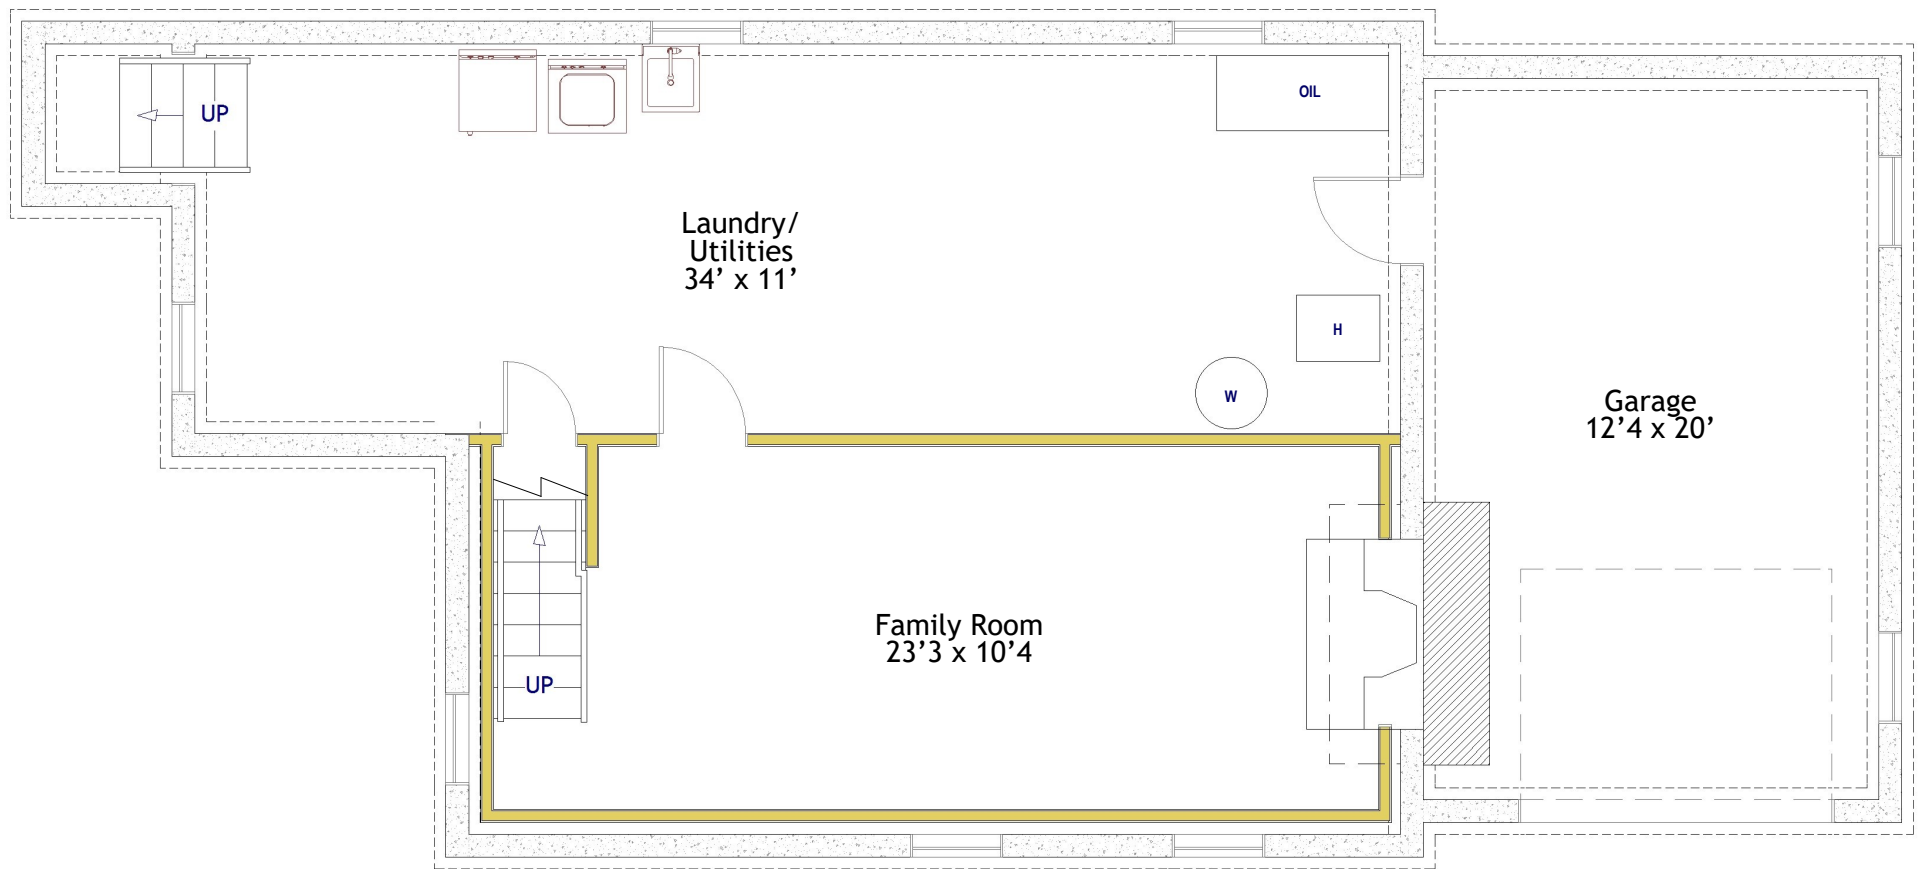 UP
OIL
Laundry/
Utilities
34’ x 11’
H
W
Garage
12’4 x 20’
Family Room
23’3 x 10’4
UP